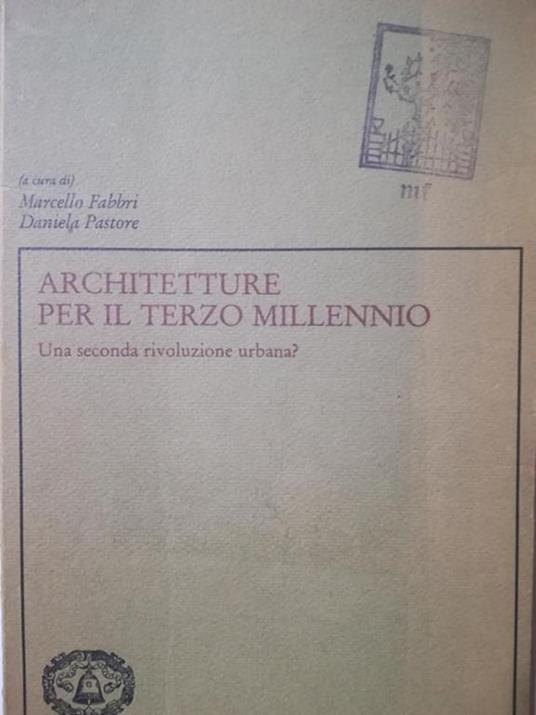 mf
(a cura di)
Marcello Fabbri
Daniela Pastore
ARCHITETTURE
PER IL TERZO MILLENNIO
Una seconda rivoluzione urbana?